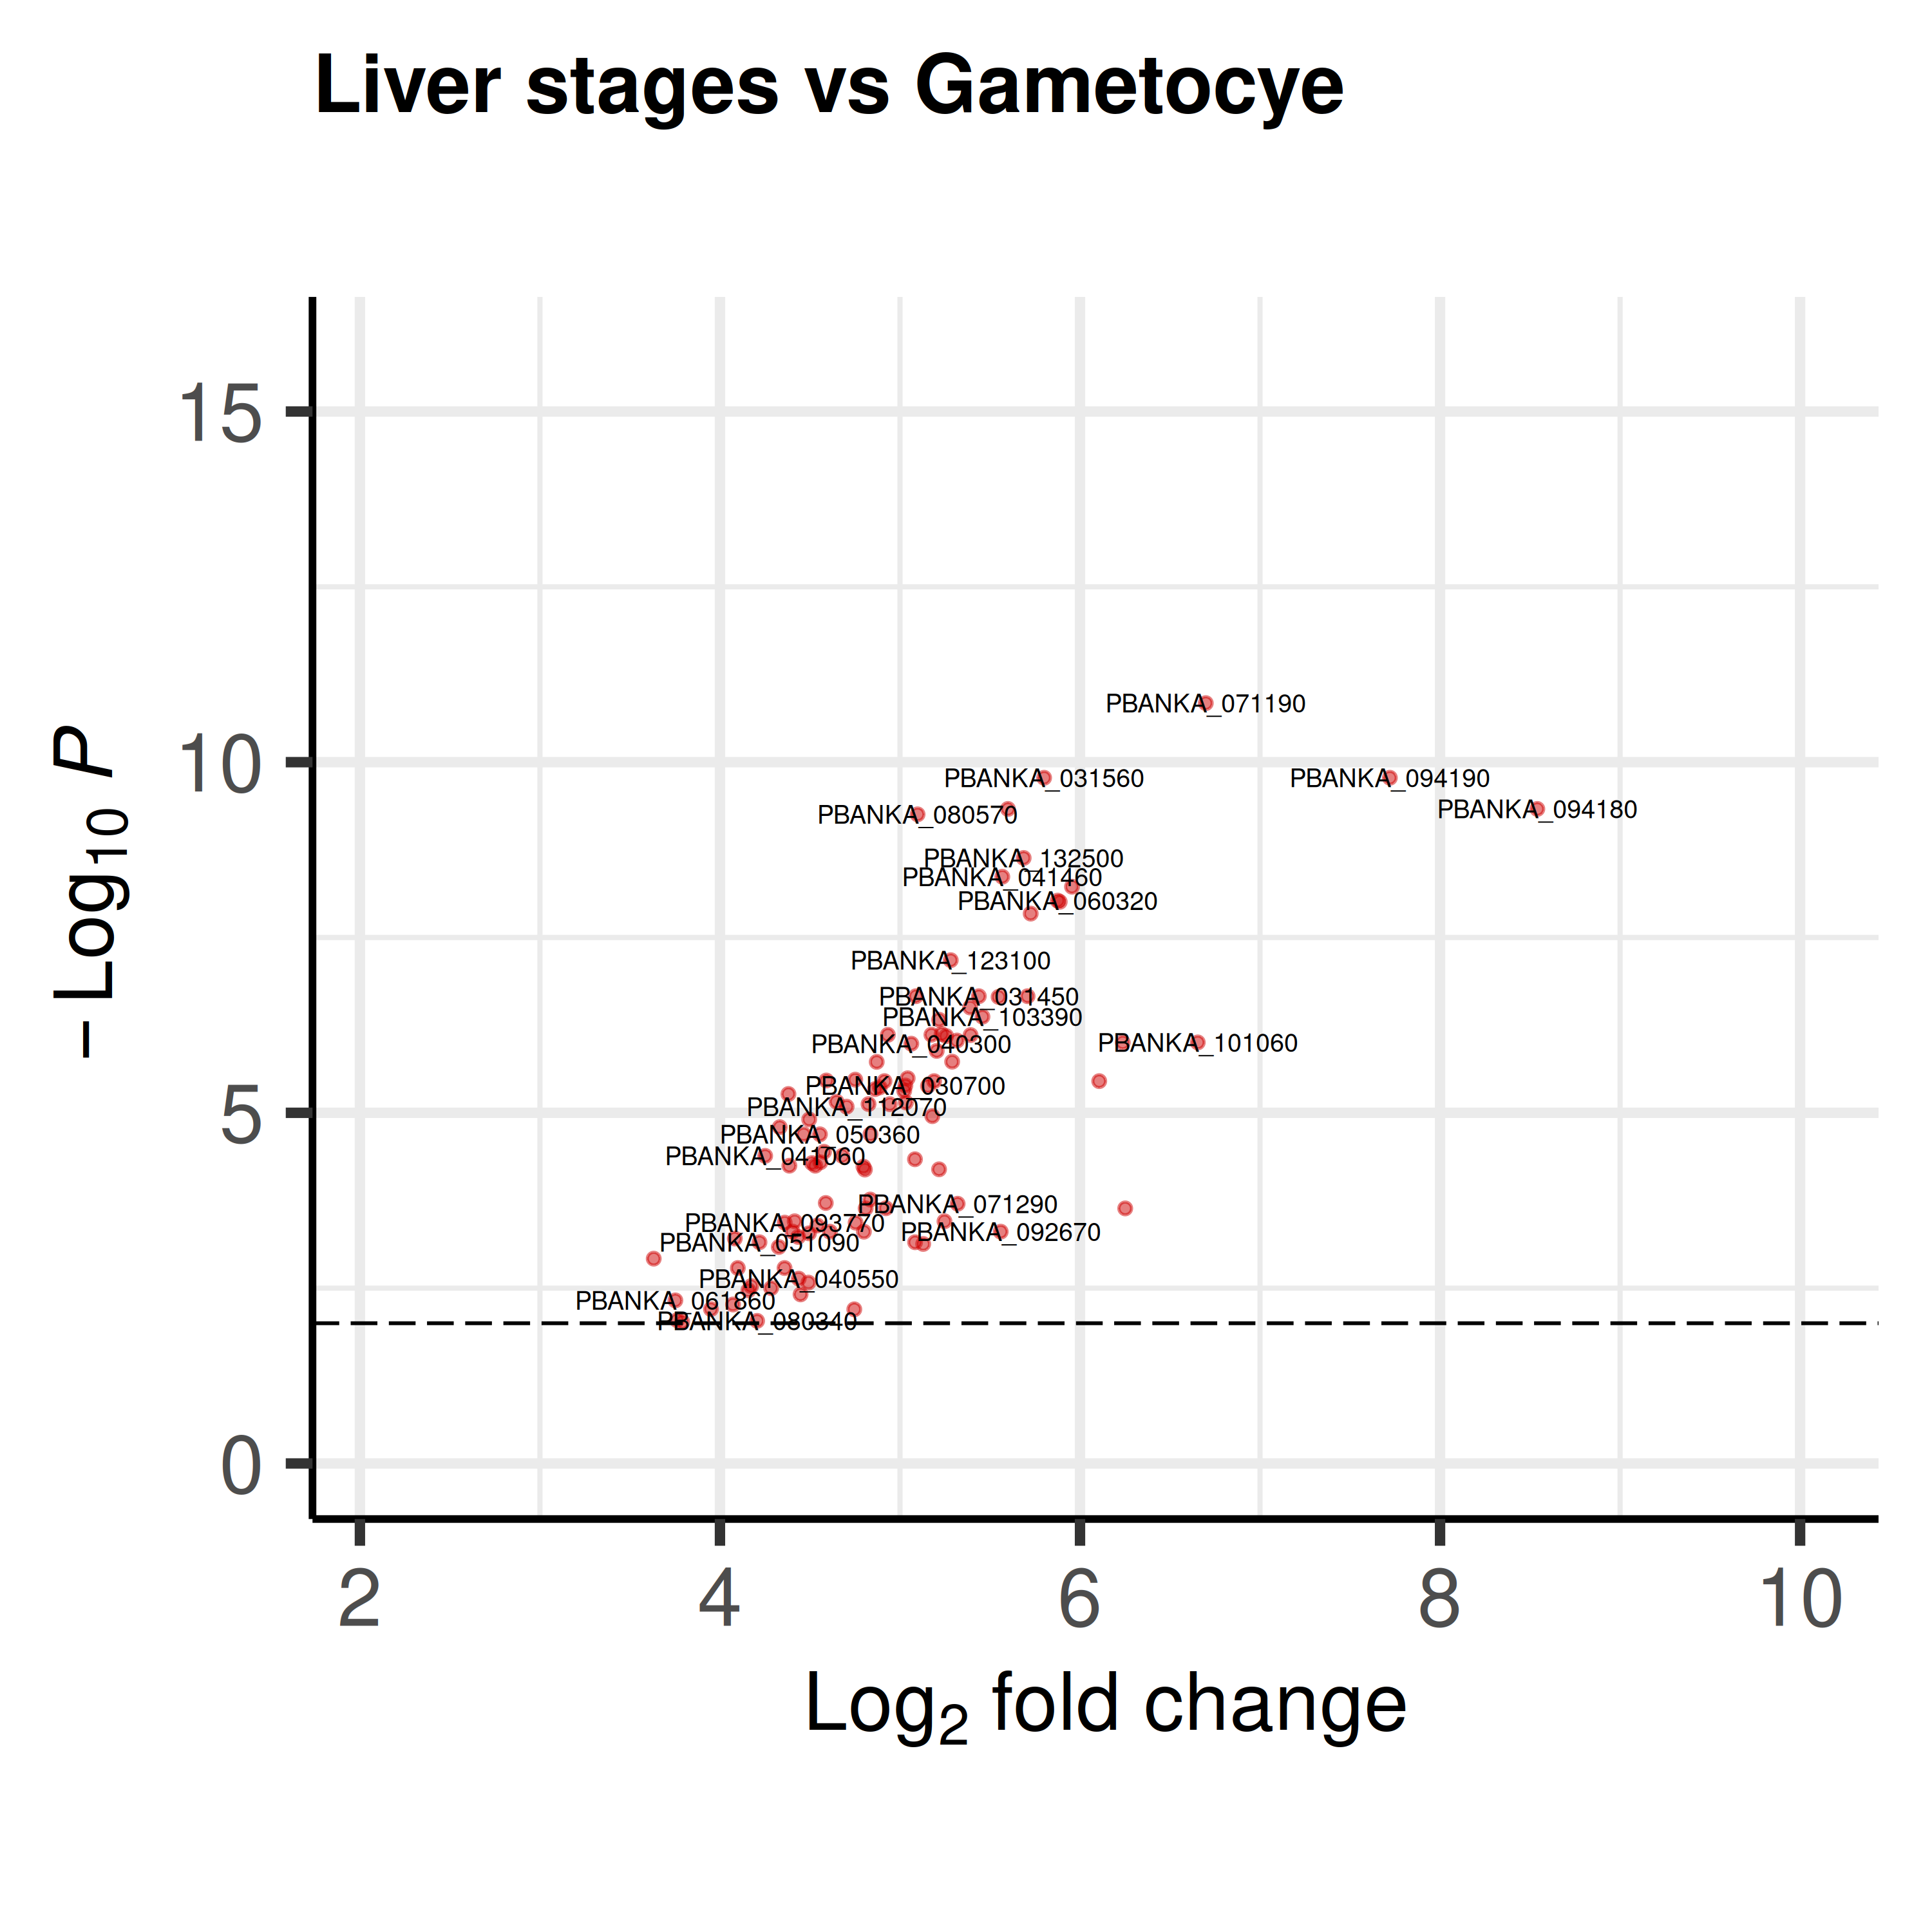 Liver stages vs Gametocye
15
10
5
0
− Log10 P
PBANKA_071190
PBANKA_031560
PBANKA_094190
PBANKA_094180
PBANKA_080570
PBANKA_132500
PBANKA_041460
PBANKA_060320
PBANKA_123100
PBANKA_031450
PBANKA_103390
PBANKA_101060
PBANKA_040300
PBANKA_030700
PBANKA_112070
PBANKA_050360
PBANKA_041060
PBANKA_071290
PBANKA_093770
PBANKA_092670
PBANKA_051090
PBANKA_040550
PBANKA_061860
PBANKA_080340
2 4 6 8 10
Log2 fold change